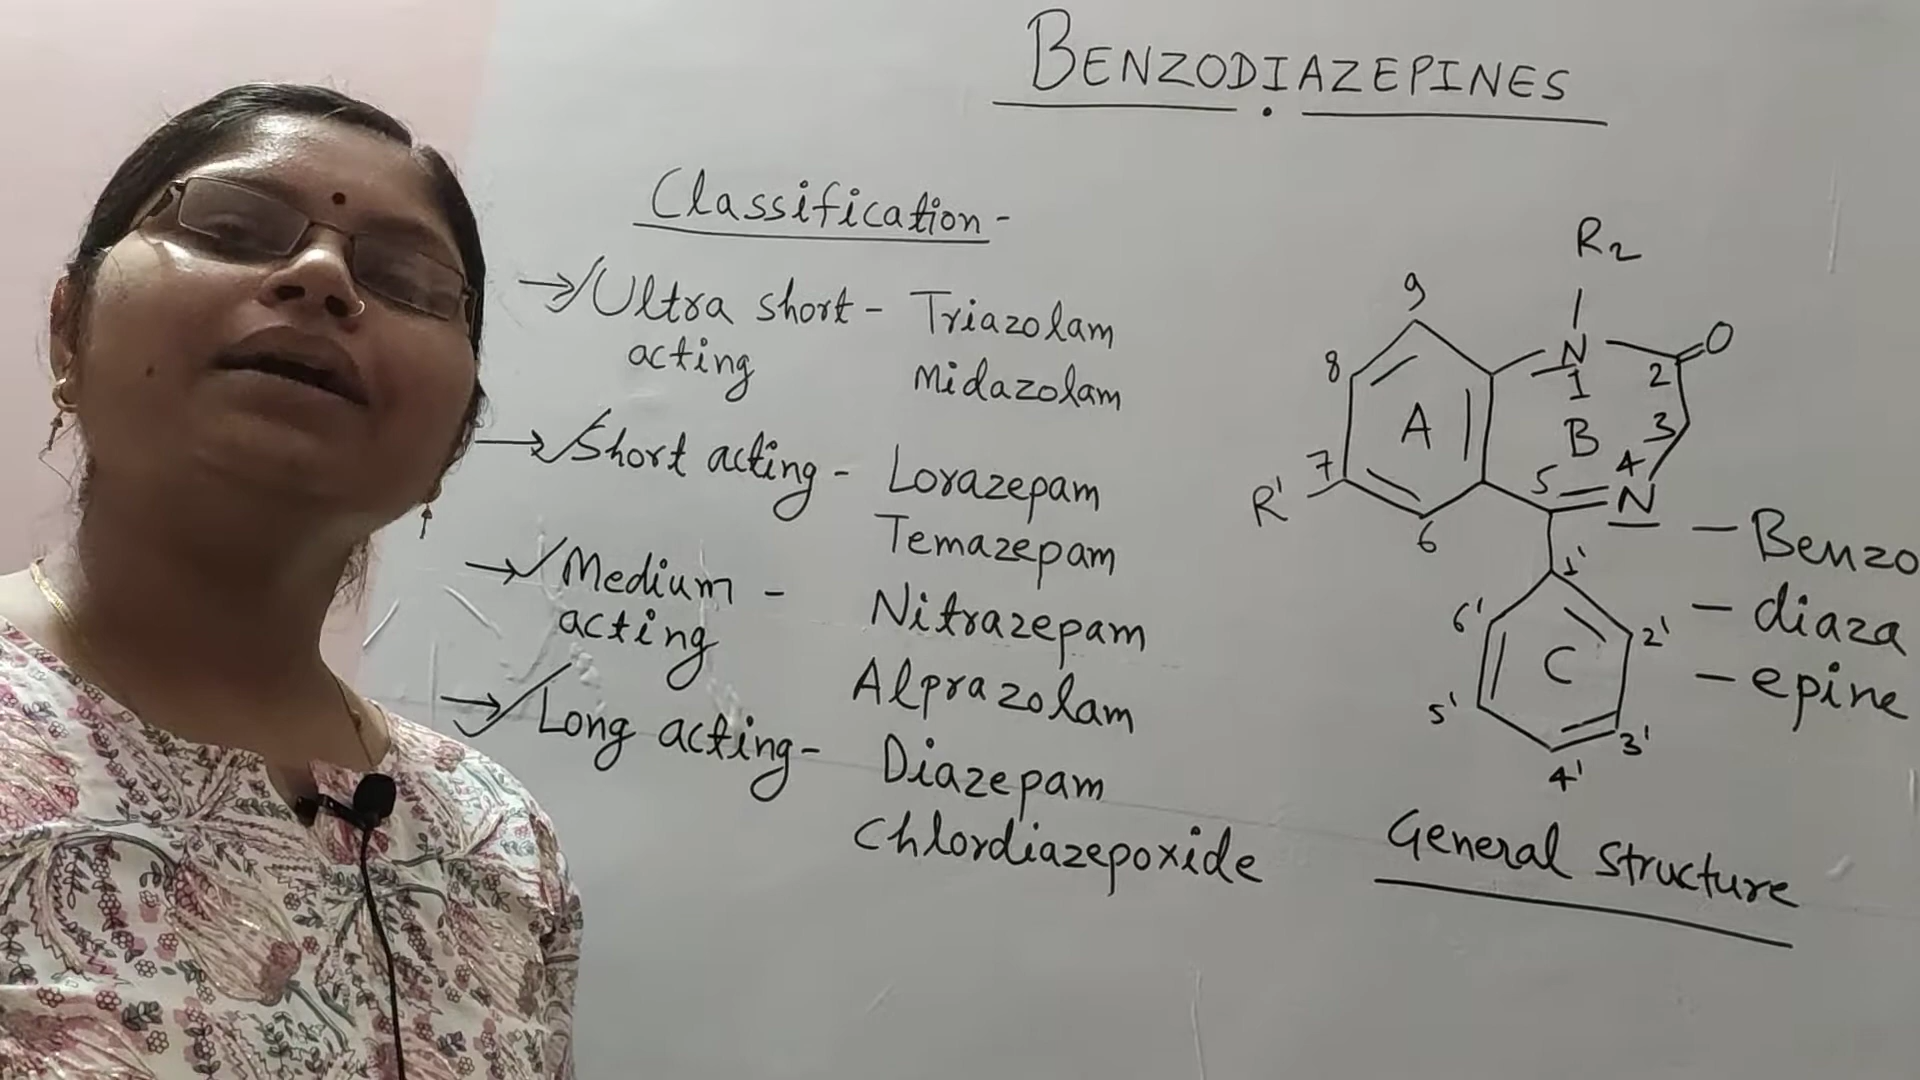 BENZODIAZEPINES
Classification -
→ Ultra short - Triazolam
acting Midazolam
→ Short acting - Lorazepam
Temazepam
→ Medium - Nitrazepam
acting Alprazolam
→ Long acting - Diazepam
Chlordiazepoxide
R2
9
8
N
1
O
2
A
B
3
7
R'
5
4
N
6
1'
6'
2'
C
5'
3'
4'
- Benzo
- diaza
- epine
General Structure